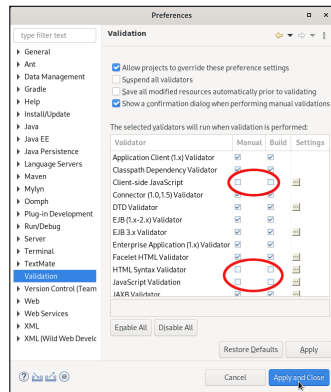 Preferences
type filter text
Validation
General
Ant
Data Management
Gradle
Help
Install/Update
Java
Java EE
Java Persistence
Language Servers
Maven
Mylyn
Oomph
Plug-in Development
Run/Debug
Server
Terminal
TextMate
Validation
Version Control (Team
Web
Web Services
XML
XML (Wild Web Develo
Allow projects to override these preference settings
Suspend all validators
Save all modified resources automatically prior to validating
Show a confirmation dialog when performing manual validations
The selected validators will run when validation is performed:
Validator Manual Build Settings
Application Client (1.x) Validator
Classpath Dependency Validator
Client-side JavaScript
Connector (1.0,1.5) Validator
DTD Validator
EJB (1.x-2.x) Validator
EJB 3.x Validator
Enterprise Application (1.x) Validator
Facelet HTML Validator
HTML Syntax Validator
JavaScript Validation
JAXB Validator
Enable All Disable All
Restore Defaults Apply
Cancel Apply and Close